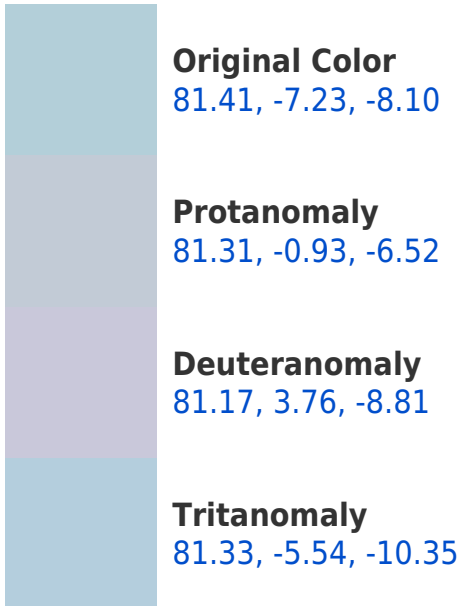 Original Color
81.41, -7.23, -8.10
Protanomaly
81.31, -0.93, -6.52
Deuteranomaly
81.17, 3.76, -8.81
Tritanomaly
81.33, -5.54, -10.35